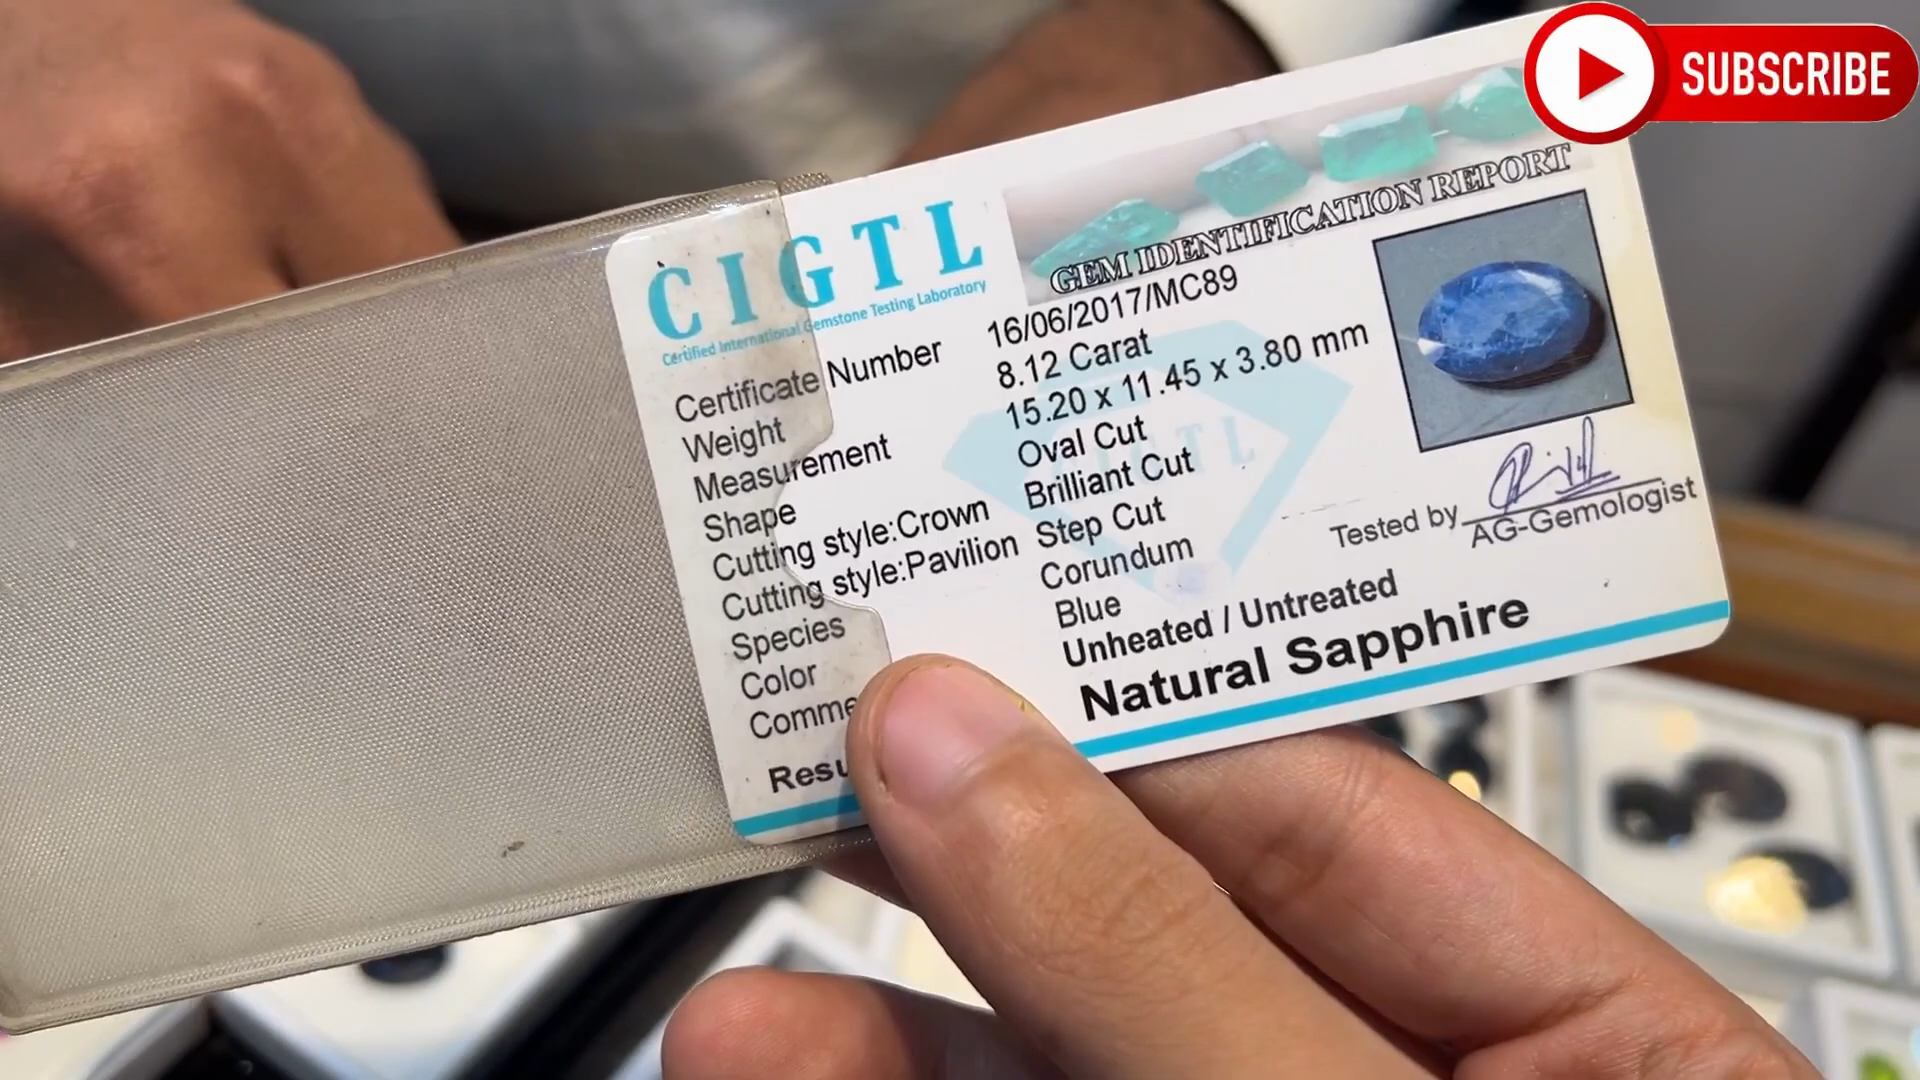 SUBSCRIBE
CIGTL
Certified International Gemstone Testing Laboratory
GEM IDENTIFICATION REPORT
Certificate Number 16/06/2017/MC89
Weight 8.12 Carat
Measurement 15.20 x 11.45 x 3.80 mm
Shape Oval Cut
Cutting style:Crown Brilliant Cut
Cutting style:Pavilion Step Cut
Species Corundum
Color Blue
Comme Unheated / Untreated
Resu Natural Sapphire
Tested by
AG-Gemologist